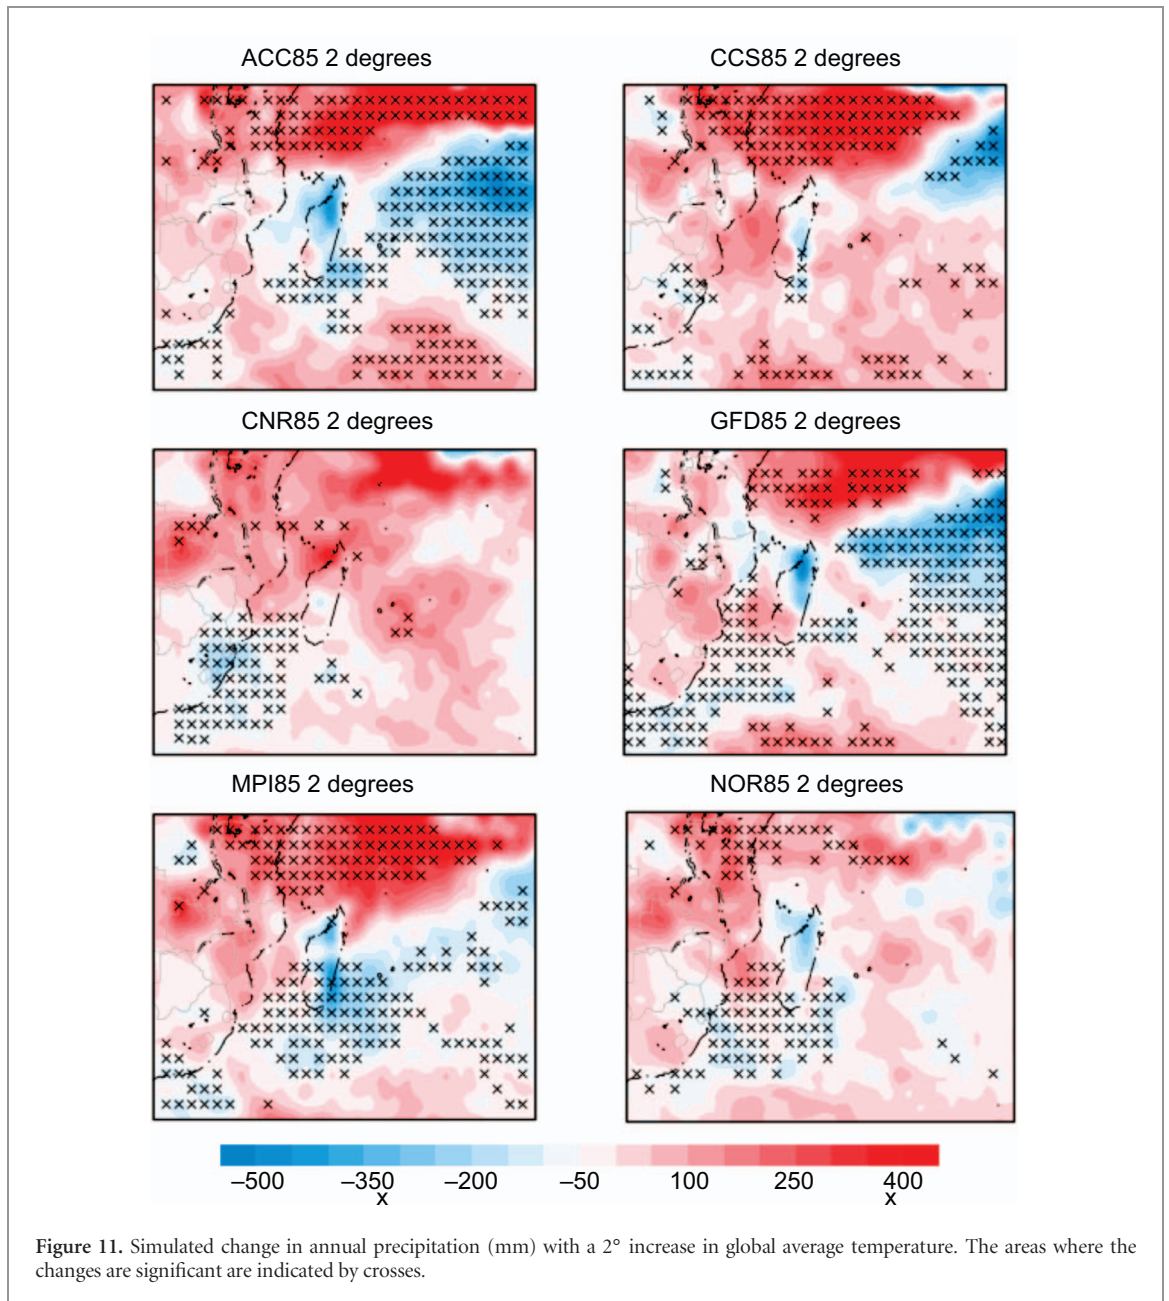 ACC85 2 degrees
CCS85 2 degrees
CNR85 2 degrees
GFD85 2 degrees
MPI85 2 degrees
NOR85 2 degrees
–500 –350 –200 –50 100 250 400
x x
Figure 11. Simulated change in annual precipitation (mm) with a 2° increase in global average temperature. The areas where the
changes are significant are indicated by crosses.